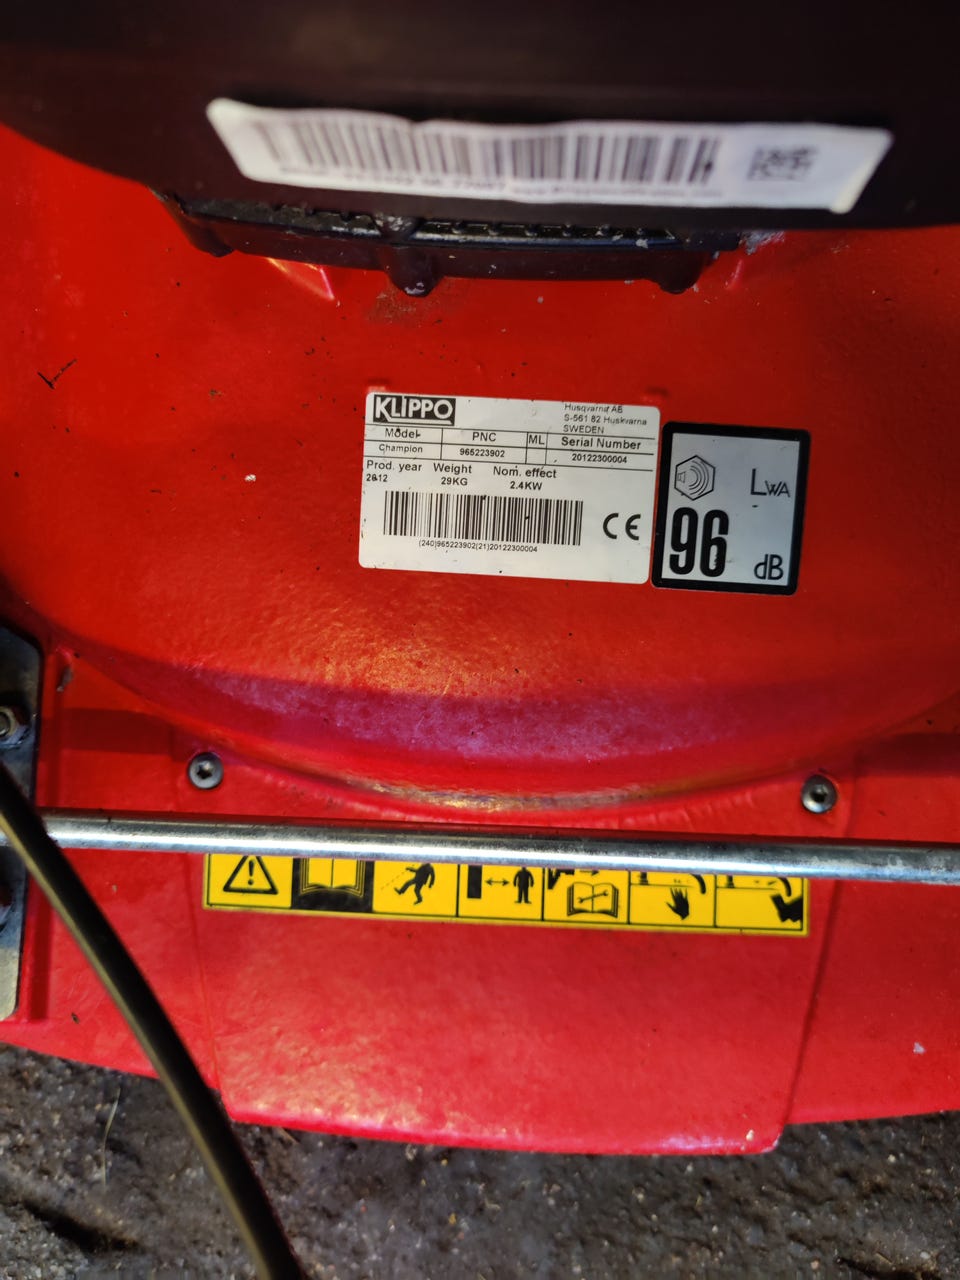 KLIPPO
Husqvarna AB
S-561 82 Huskvarna
SWEDEN
Model PNC ML Serial Number
Champion 965223902 20122300004
Prod. year Weight Nom. effect
2012 29KG 2.4KW
(240)965223902(21)20122300004
CE
LWA
96
dB